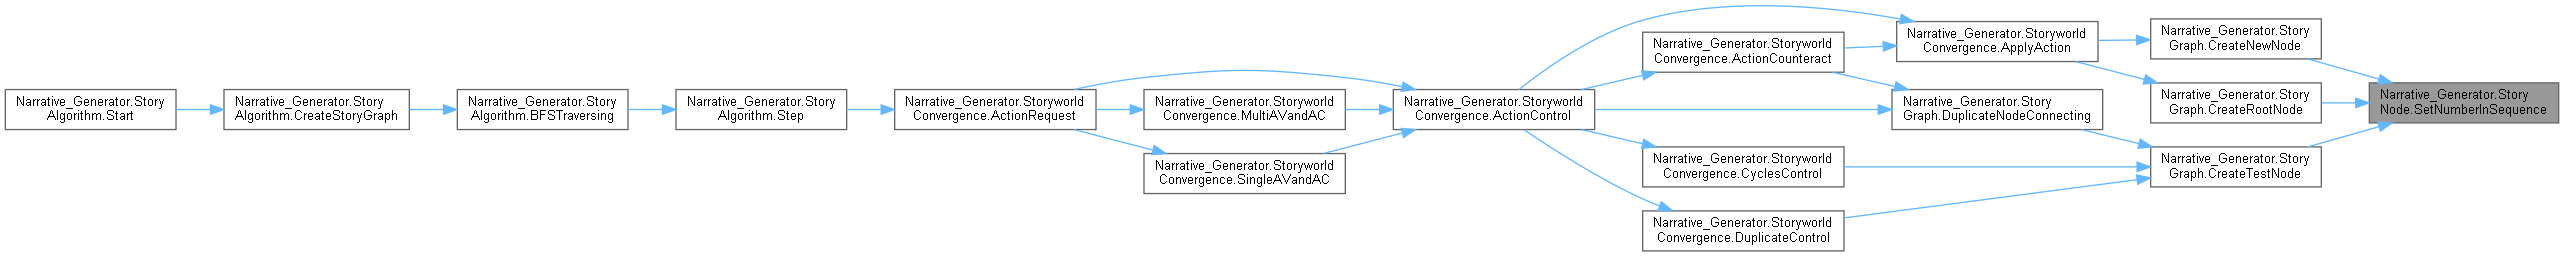 Narrative_Generator.Story
Algorithm.Start
Narrative_Generator.Story
Algorithm.CreateStoryGraph
Narrative_Generator.Story
Algorithm.BFSTraversing
Narrative_Generator.Story
Algorithm.Step
Narrative_Generator.Storyworld
Convergence.ActionRequest
Narrative_Generator.Storyworld
Convergence.MultiAVandAC
Narrative_Generator.Storyworld
Convergence.SingleAVandAC
Narrative_Generator.Storyworld
Convergence.ActionControl
Narrative_Generator.Storyworld
Convergence.ActionCounteract
Narrative_Generator.Storyworld
Convergence.CyclesControl
Narrative_Generator.Storyworld
Convergence.DuplicateControl
Narrative_Generator.Storyworld
Convergence.ApplyAction
Narrative_Generator.Story
Graph.DuplicateNodeConnecting
Narrative_Generator.Story
Graph.CreateNewNode
Narrative_Generator.Story
Graph.CreateRootNode
Narrative_Generator.Story
Graph.CreateTestNode
Narrative_Generator.Story
Node.SetNumberInSequence